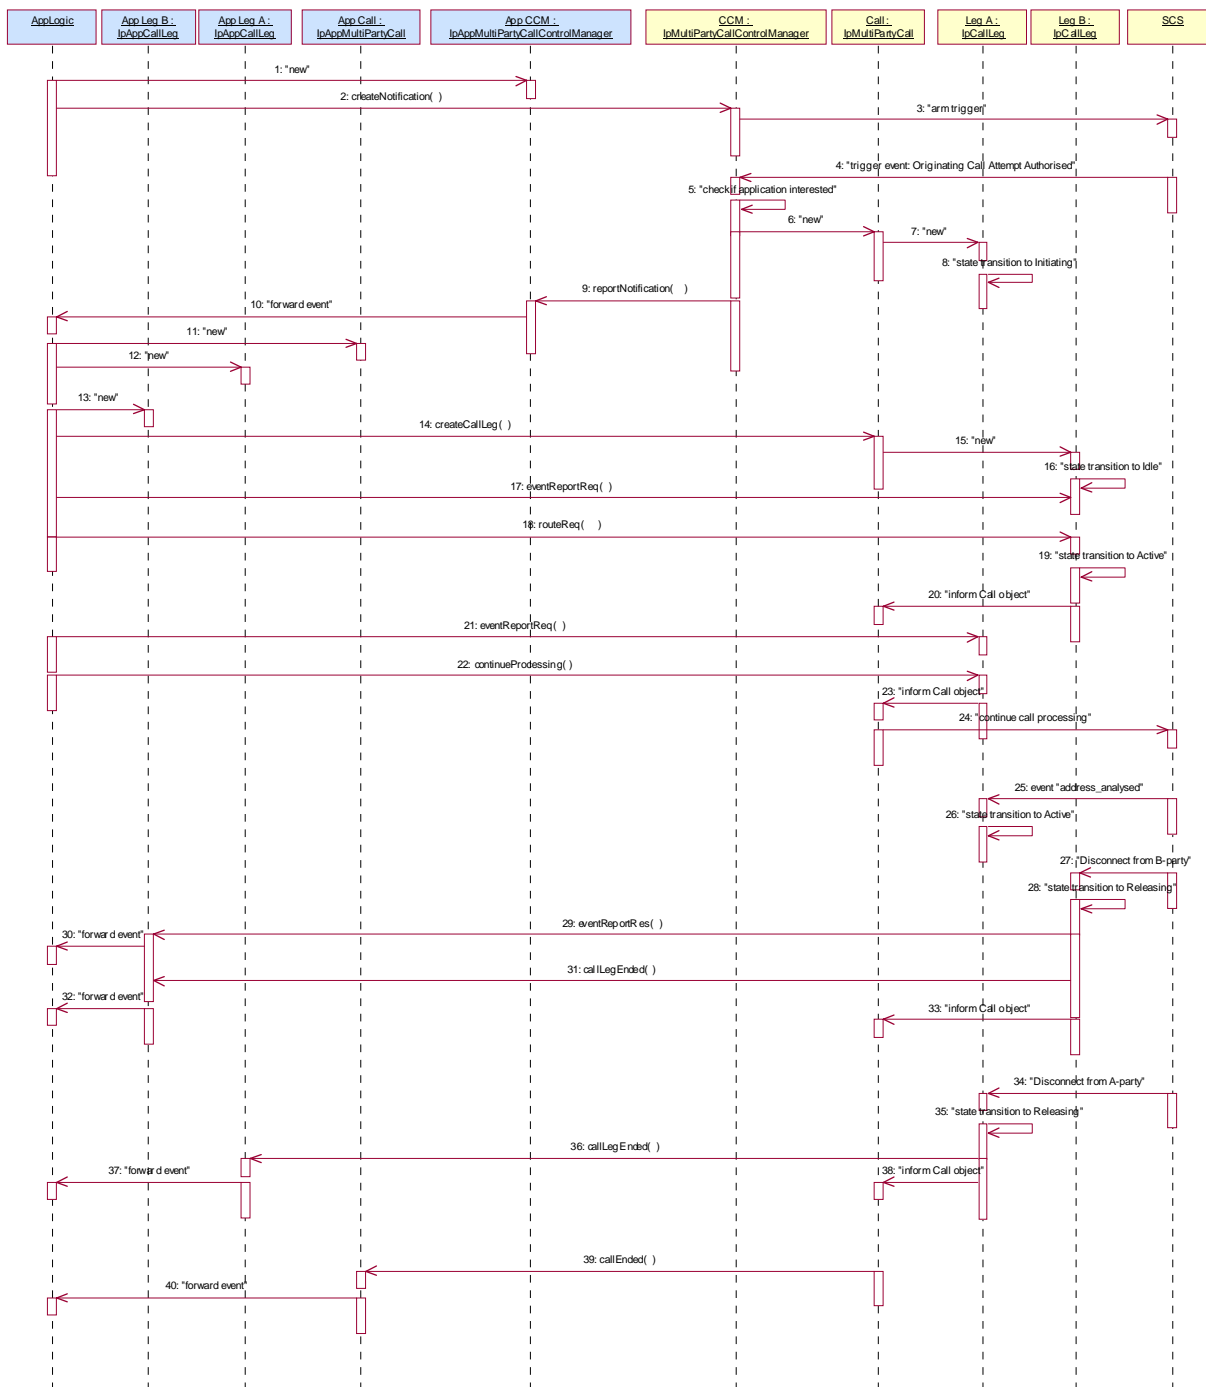 AppLogic
App Leg B :
IpAppCallLeg
App Leg A :
IpAppCallLeg
App Call :
IpAppMultiPartyCall
App CCM :
IpAppMultiPartyCallControlManager
CCM :
IpMultiPartyCallControlManager
Call :
IpMultiPartyCall
Leg A :
IpCallLeg
Leg B :
IpCallLeg
SCS
1: "new"
2: createNotification( )
3: "arm trigger"
4: "trigger event: Originating Call Attempt Authorised"
5: "check if application interested"
6: "new"
7: "new"
8: "state transition to Initiating"
9: reportNotification( )
10: "forward event"
11: "new"
12: "new"
13: "new"
14: createCallLeg( )
15: "new"
16: "state transition to Idle"
17: eventReportReq( )
18: routeReq( )
19: "state transition to Active"
20: "inform Call object"
21: eventReportReq( )
22: continueProdessing( )
23: "inform Call object"
24: "continue call processing"
25: event "address_analysed"
26: "state transition to Active"
27: "Disconnect from B-party"
28: "state transition to Releasing"
29: eventReportRes( )
30: "forward event"
31: callLegEnded( )
32: "forward event"
33: "inform Call object"
34: "Disconnect from A-party"
35: "state transition to Releasing"
36: callLegEnded( )
37: "forward event"
38: "inform Call object"
39: callEnded( )
40: "forward event"